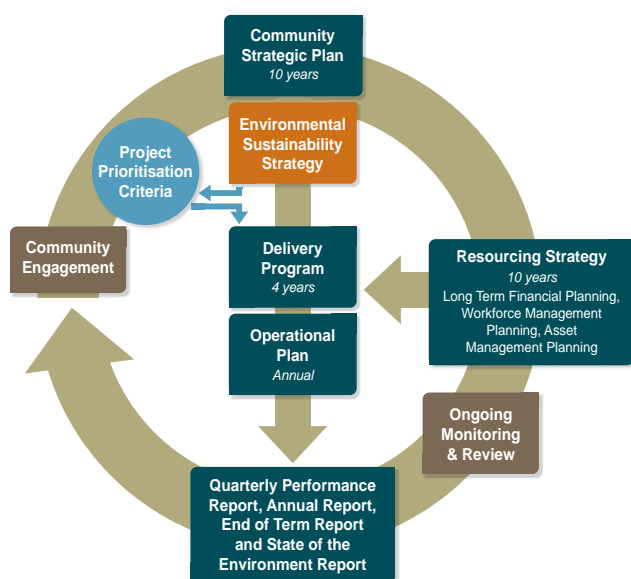 Community
Strategic Plan
10 years
Environmental
Sustainability
Strategy
Project
Prioritisation
Criteria
Community
Engagement
Delivery
Program
4 years
Resourcing Strategy
10 years
Long Term Financial Planning,
Workforce Management
Planning, Asset
Management Planning
Operational
Plan
Annual
Ongoing
Monitoring
& Review
Quarterly Performance
Report, Annual Report,
End of Term Report
and State of the
Environment Report